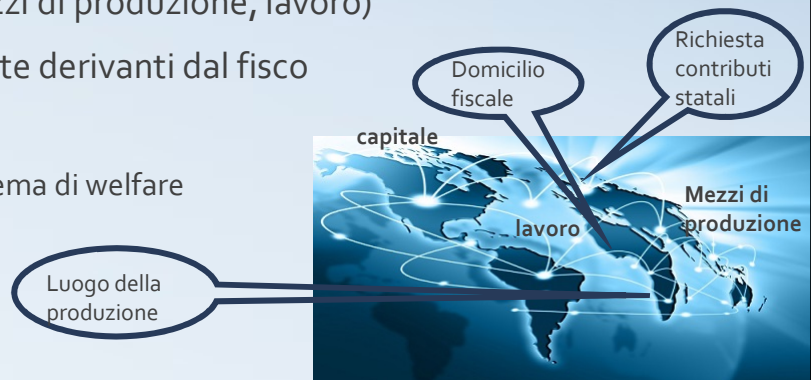 zzi di produzione, lavoro)
te derivanti dal fisco
ema di welfare
Domicilio
fiscale
Richiesta
contributi
statali
capitale
lavoro
Mezzi di
produzione
Luogo della
produzione